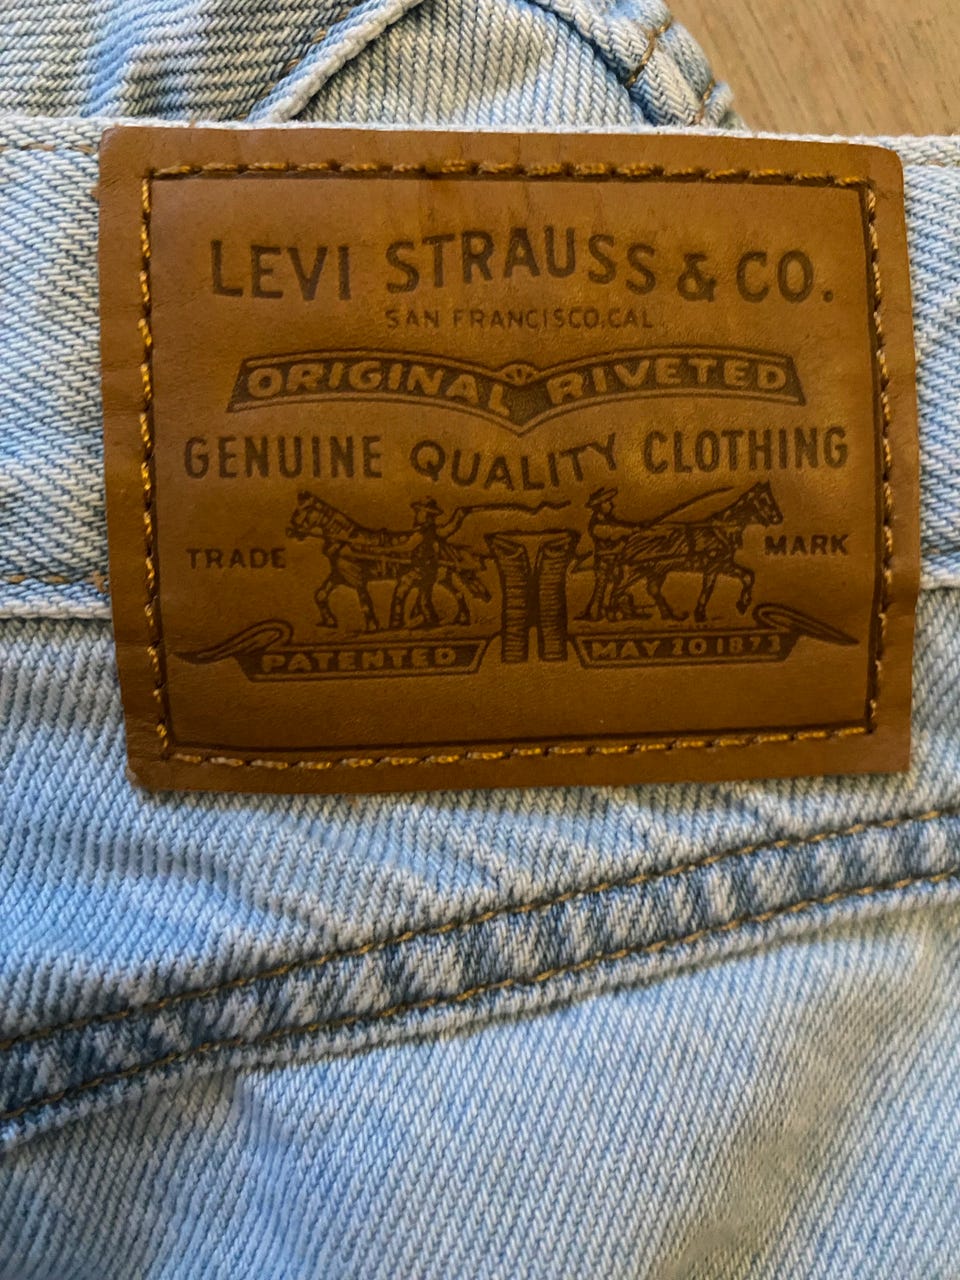 LEVI STRAUSS & CO.
SAN FRANCISCO, CAL
ORIGINAL RIVETED
GENUINE QUALITY CLOTHING
TRADE MARK
PATENTED MAY 20 1873